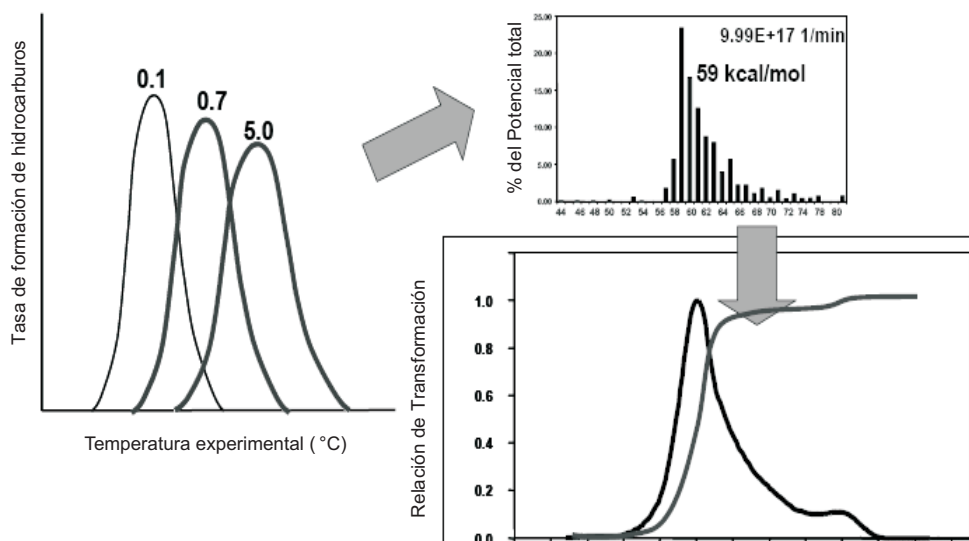 Tasa de formación de hidrocarburos
0.1
0.7
5.0
Temperatura experimental ( °C)
% del Potencial total
25.00
20.00
15.00
10.00
5.00
0.00
9.99E+17 1/min
59 kcal/mol
44 46 48 50 52 54 56 58 60 62 64 66 68 70 72 74 76 78 80
Relación de Transformación
1.0
0.8
0.6
0.4
0.2
0.0